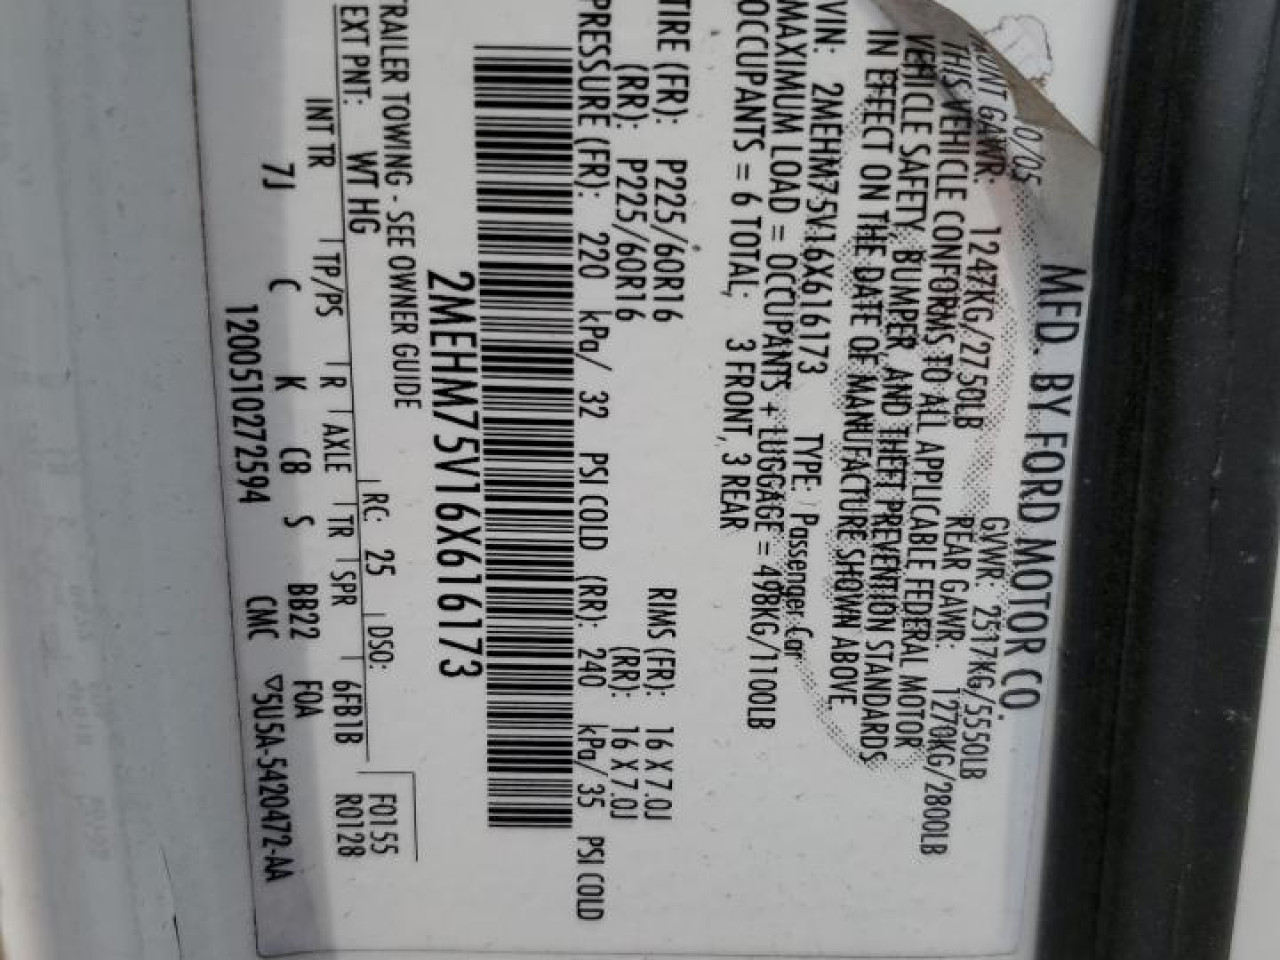 MFD. BY FORD MOTOR CO.
10/05 GVWR: 2517KG/5550LB
FRONT GAWR: 1247KG/2750LB REAR GAWR: 1270KG/2800LB
THIS VEHICLE CONFORMS TO ALL APPLICABLE FEDERAL MOTOR
VEHICLE SAFETY, BUMPER, AND THEFT PREVENTION STANDARDS
IN EFFECT ON THE DATE OF MANUFACTURE SHOWN ABOVE.
VIN: 2MEHM75V16X616173 TYPE: Passenger Car
MAXIMUM LOAD = OCCUPANTS + LUGGAGE = 498KG/1100LB
OCCUPANTS = 6 TOTAL; 3 FRONT, 3 REAR
TIRE (FR): P225/60R16 RIMS (FR): 16 X 7.0J
(RR): P225/60R16 (RR): 16 X 7.0J
PRESSURE (FR): 220 kPa/ 32 PSI COLD (RR): 240 kPa/ 35 PSI COLD
2MEHM75V16X616173
TRAILER TOWING - SEE OWNER GUIDE
F0155
EXT PNT: WT HG RC: 25 DSO: R0128
INT TR TP/PS R AXLE TR SPR 6FB1B
7J C K C8 S BB22 FOA
120051027259​4 CMC ▽5U5A-5420472-AA